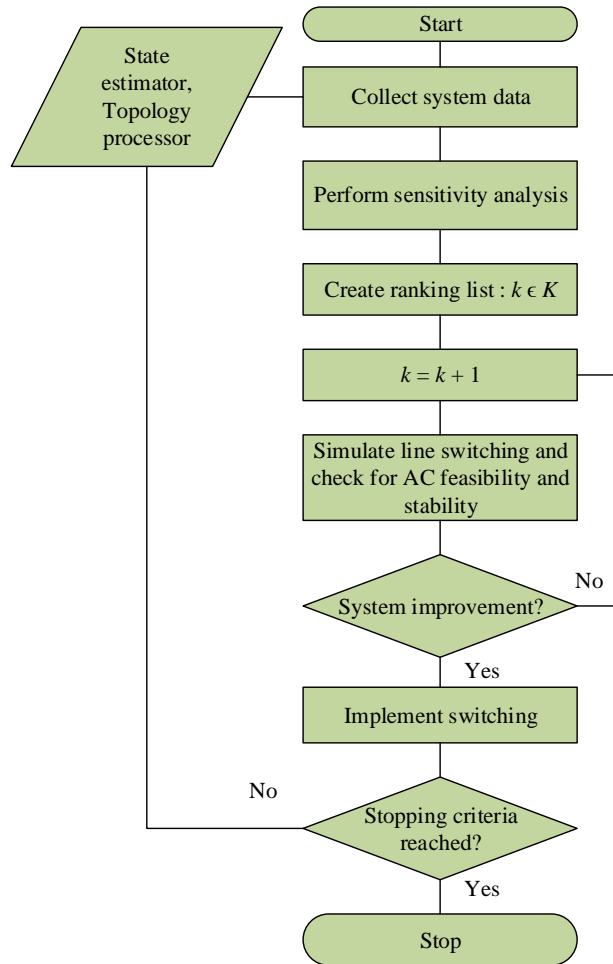 Start
State
estimator,
Topology
processor
Collect system data
Perform sensitivity analysis
Create ranking list : k ϵ K
k = k + 1
Simulate line switching and
check for AC feasibility and
stability
No
System improvement?
Yes
Implement switching
No
Stopping criteria
reached?
Yes
Stop